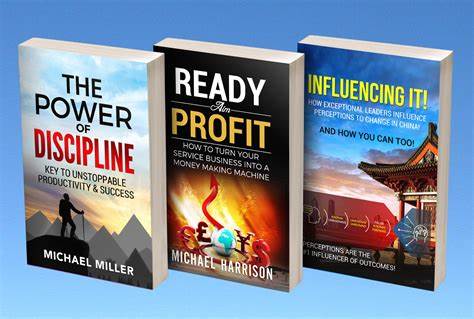 THE
POWER
OF
DISCIPLINE
KEY TO UNSTOPPABLE
PRODUCTIVITY & SUCCESS
MICHAEL MILLER
READY
Aim
PROFIT
HOW TO TURN YOUR
SERVICE BUSINESS INTO A
MONEY MAKING MACHINE
MICHAEL HARRISON
INFLUENCING IT!
HOW EXCEPTIONAL LEADERS INFLUENCE
PERCEPTIONS TO CHANGE IN CHINA!
AND HOW YOU CAN TOO!
PERCEPTIONS ARE THE
#1 INFLUENCER OF OUTCOMES!